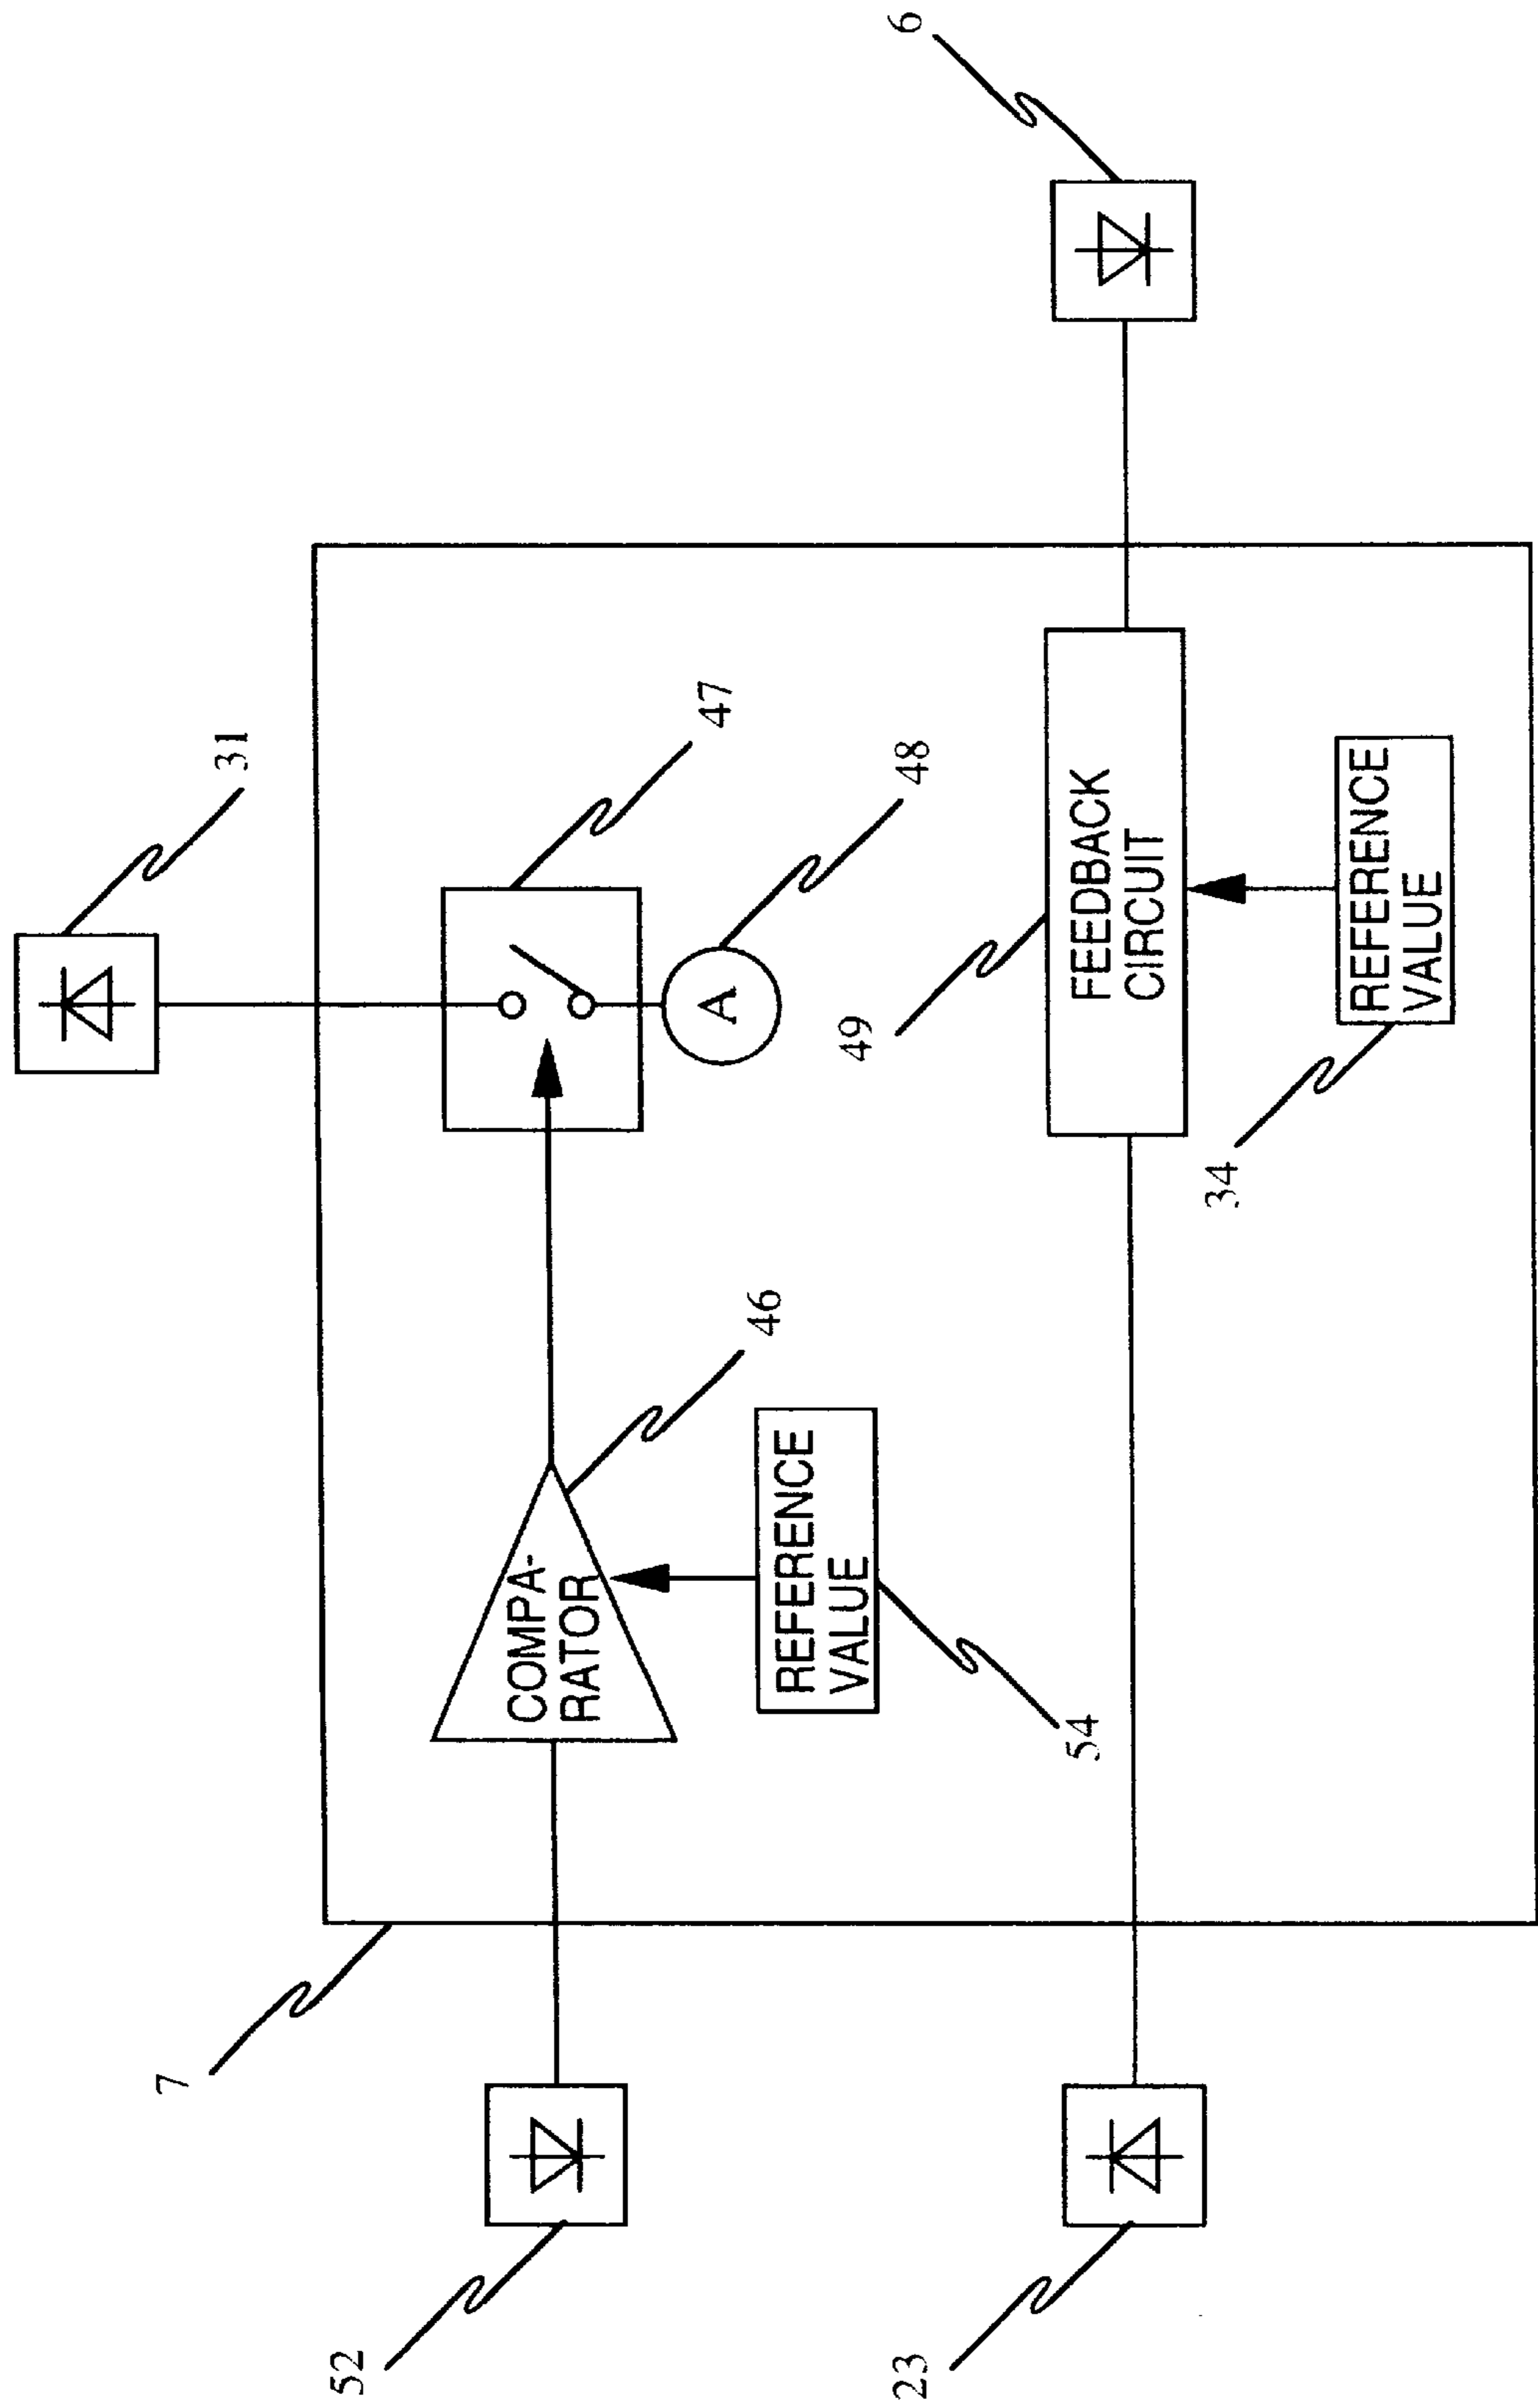 6
31
47
48
FEEDBACK
CIRCUIT
49
REFERENCE
VALUE
34
46
COMPA-
RATOR
REFERENCE
VALUE
54
7
52
23
A